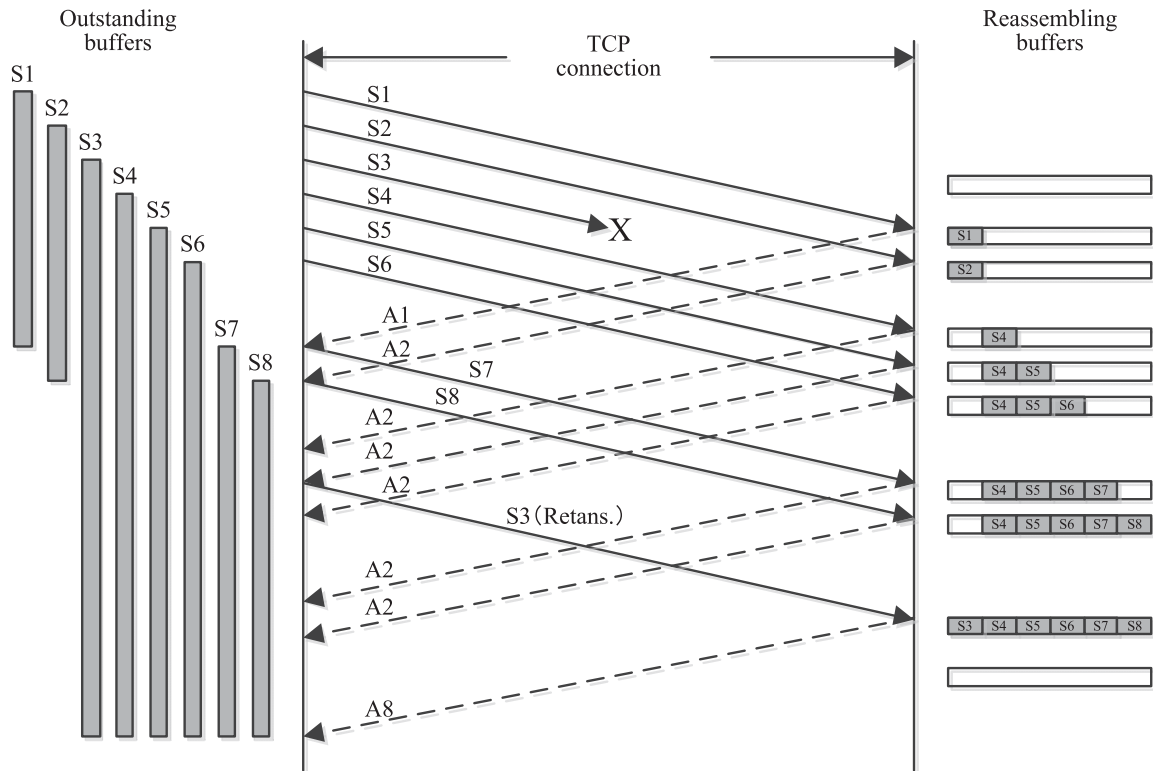 Outstanding
buffers
TCP
connection
Reassembling
buffers
S1
S2
S3
S4
S5
S6
S7
S8
S1
S2
S3
S4
S5
S6
X
A1
A2
S7
S8
A2
A2
A2
S3(Retans.)
A2
A2
A8
S1
S2
S4
S4 S5
S4 S5 S6
S4 S5 S6 S7
S4 S5 S6 S7 S8
S3 S4 S5 S6 S7 S8